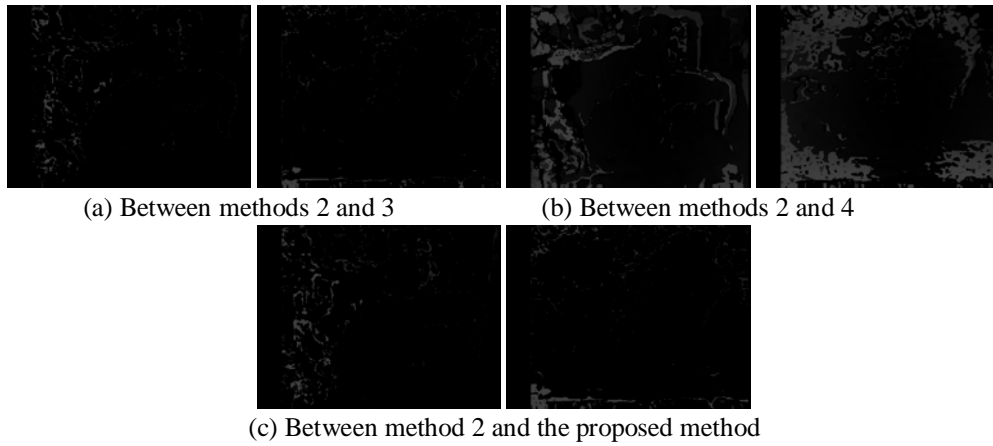 (a) Between methods 2 and 3
(b) Between methods 2 and 4
(c) Between method 2 and the proposed method